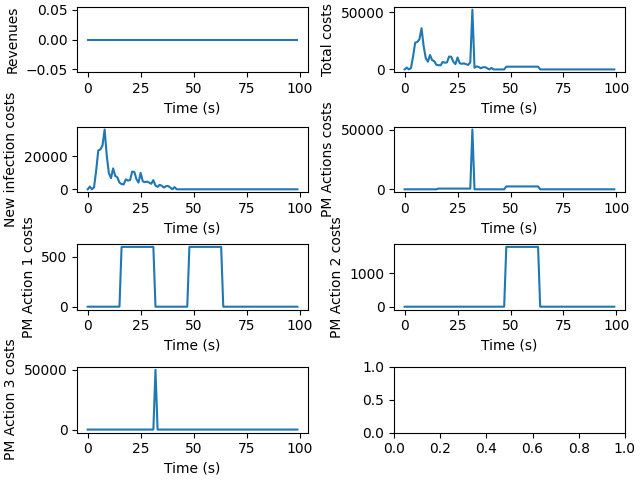 Revenues
0.05
0.00
−0.05
0 25 50 75 100
Time (s)
Total costs
50000
0
0 25 50 75 100
Time (s)
New infection costs
20000
0
0 25 50 75 100
Time (s)
PM Actions costs
50000
0
0 25 50 75 100
Time (s)
PM Action 1 costs
500
0
0 25 50 75 100
Time (s)
PM Action 2 costs
1000
0
0 25 50 75 100
Time (s)
PM Action 3 costs
50000
0
0 25 50 75 100
Time (s)
1.0
0.5
0.0
0.0 0.2 0.4 0.6 0.8 1.0